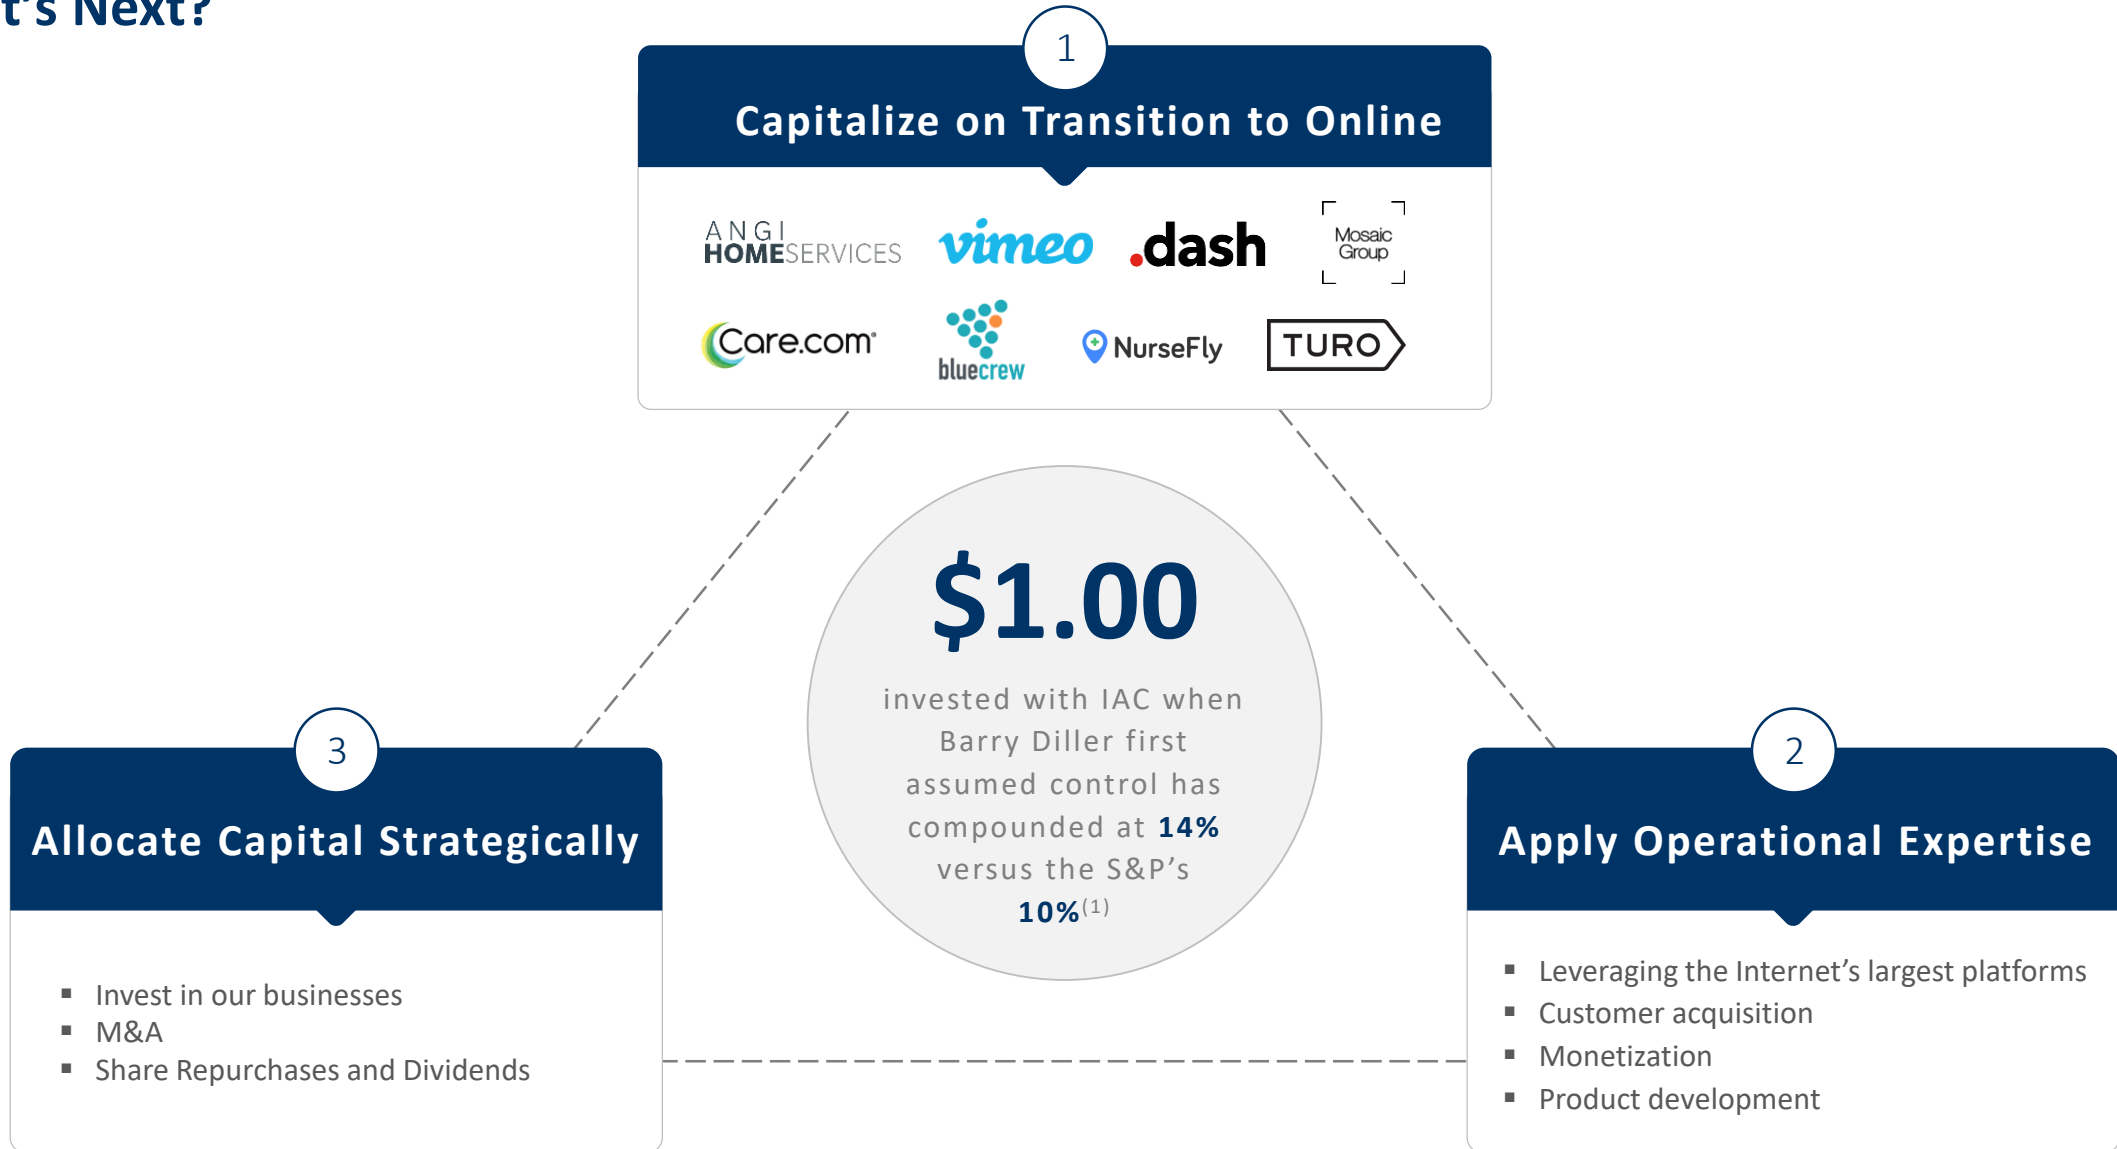 t's Next?
1
Capitalize on Transition to Online
ANGI
HOMESERVICES
vimeo
.dash
Mosaic
Group
Care.com®
bluecrew
NurseFly
TURO
$1.00
invested with IAC when
Barry Diller first
assumed control has
compounded at 14%
versus the S&P's
10%(1)
3
Allocate Capital Strategically
▪ Invest in our businesses
▪ M&A
▪ Share Repurchases and Dividends
2
Apply Operational Expertise
▪ Leveraging the Internet's largest platforms
▪ Customer acquisition
▪ Monetization
▪ Product development